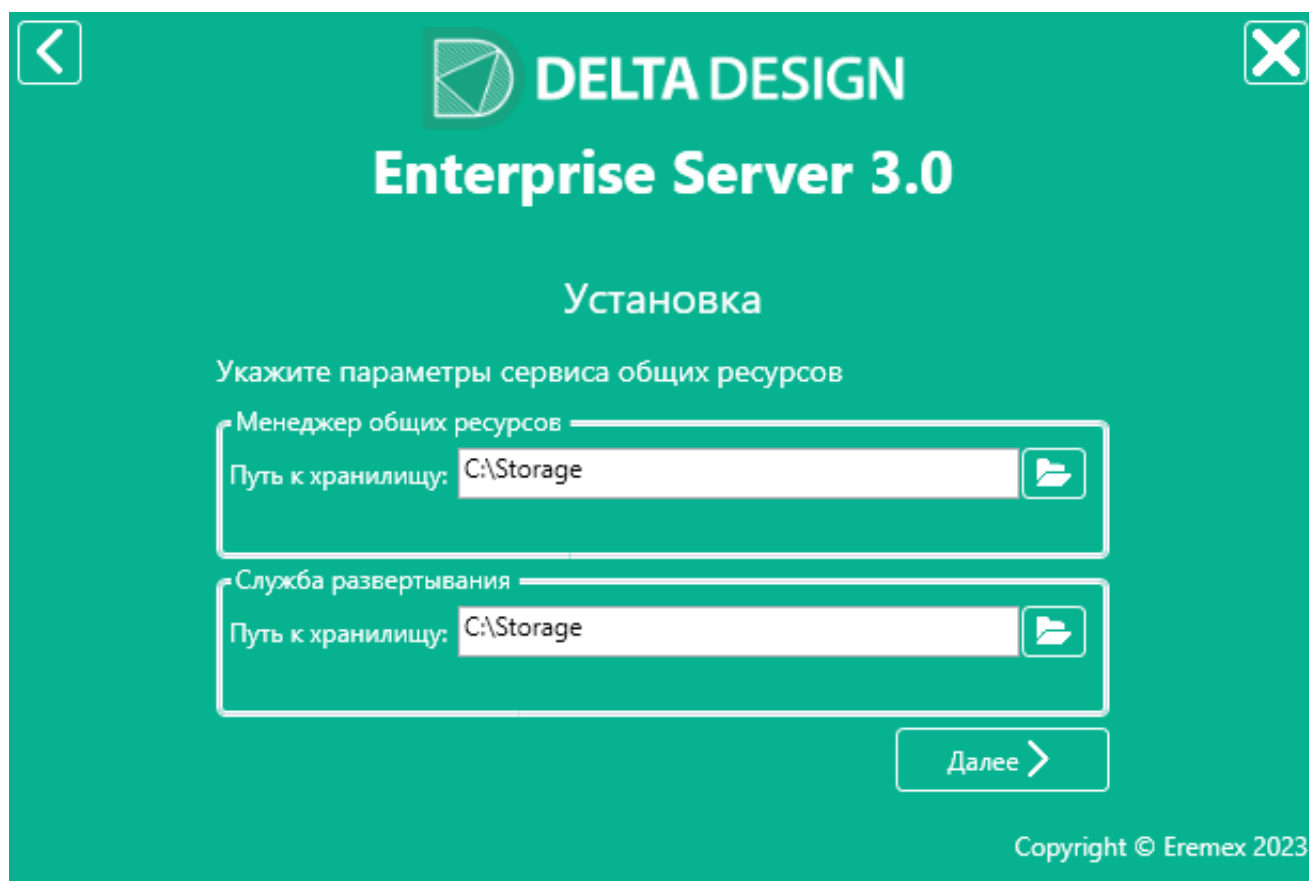 DELTA DESIGN
Enterprise Server 3.0
Установка
Укажите параметры сервиса общих ресурсов
Менеджер общих ресурсов
Путь к хранилищу: C:\Storage
Служба развертывания
Путь к хранилищу: C:\Storage
Далее
Copyright © Eremex 2023